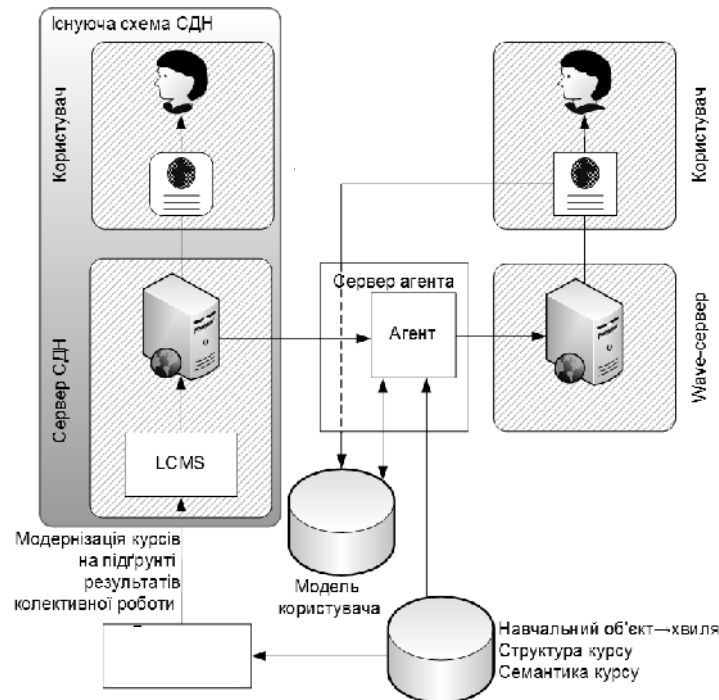 Існуюча схема СДН
Користувач
Користувач
Сервер агента
Агент
Сервер СДН
Wave-сервер
LCMS
Модернізація курсів
на підґрунті
результатів
колективної роботи
Модель
користувача
Навчальний об'єкт→хвиля
Структура курсу
Семантика курсу